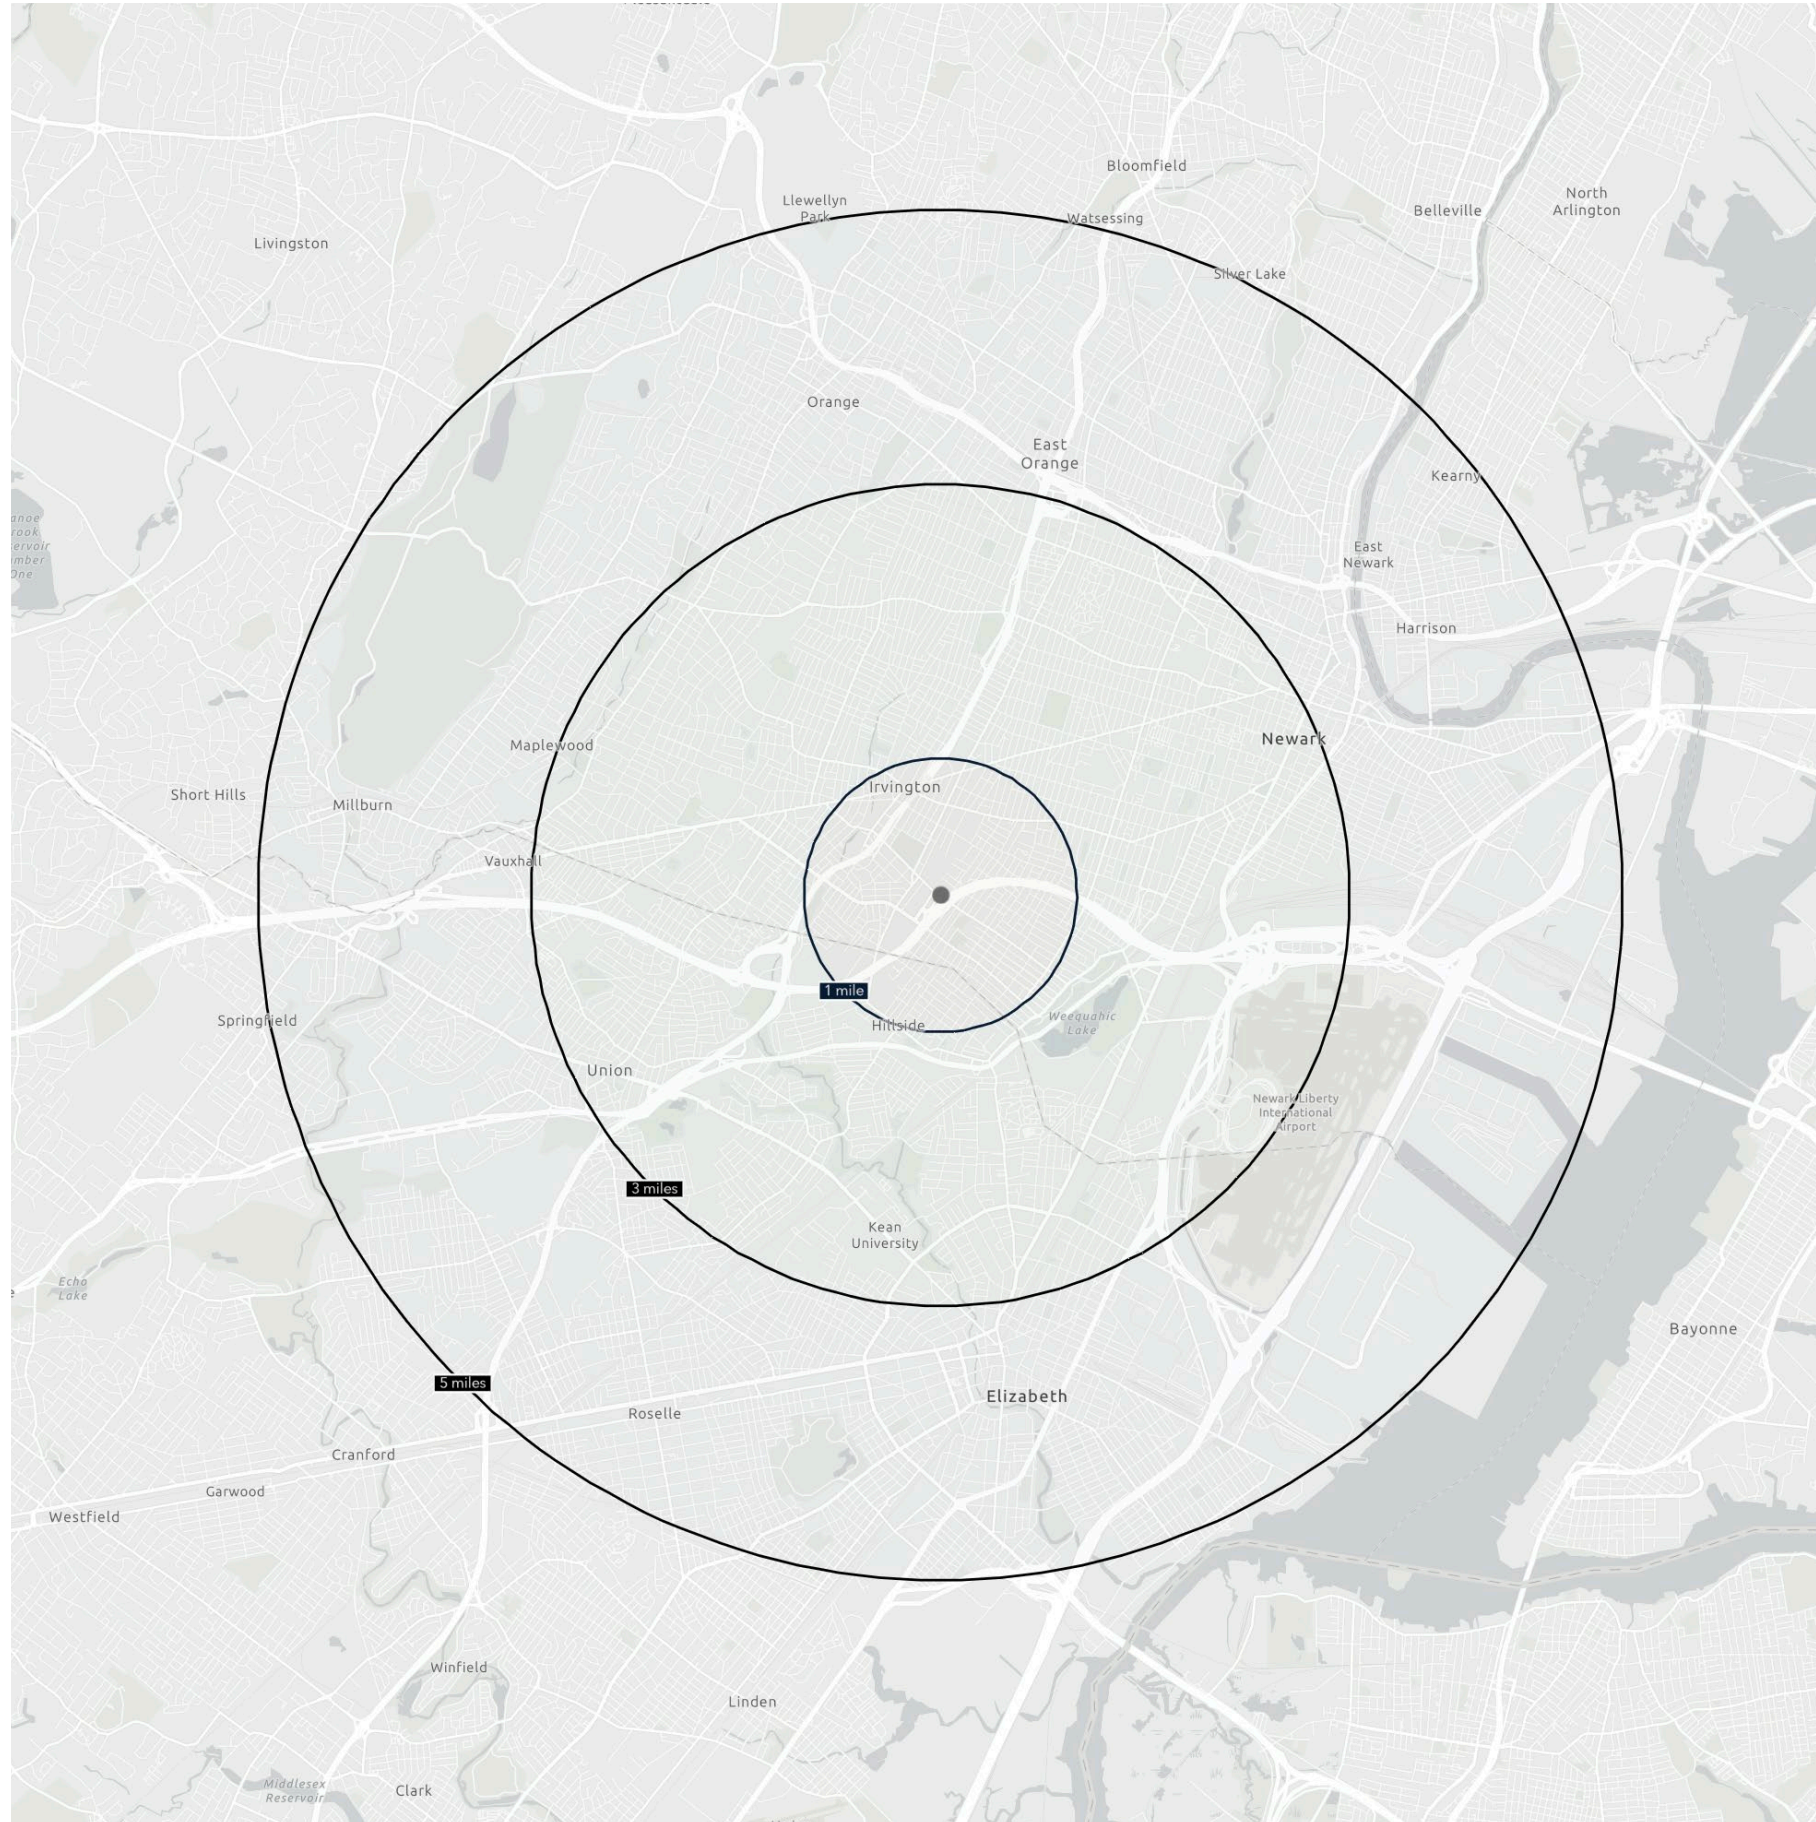 Bloomfield
Llewellyn
Park
North
Arlington
Belleville
Watsessing
Livingston
Silver Lake
Orange
East
Orange
Kearny
One
East
Newark
Harrison
Newark
Maplewood
Irvington
Short Hills
Millburn
Vauxhall
1 mile
Springfield
Hillside
Weequahic
Lake
Union
Newark Liberty
International
Airport
3 miles
Kean
University
Echo
Lake
Bayonne
5 miles
Elizabeth
Roselle
Cranford
Garwood
Westfield
Winfield
Linden
Middlesex
Reservoir
Clark